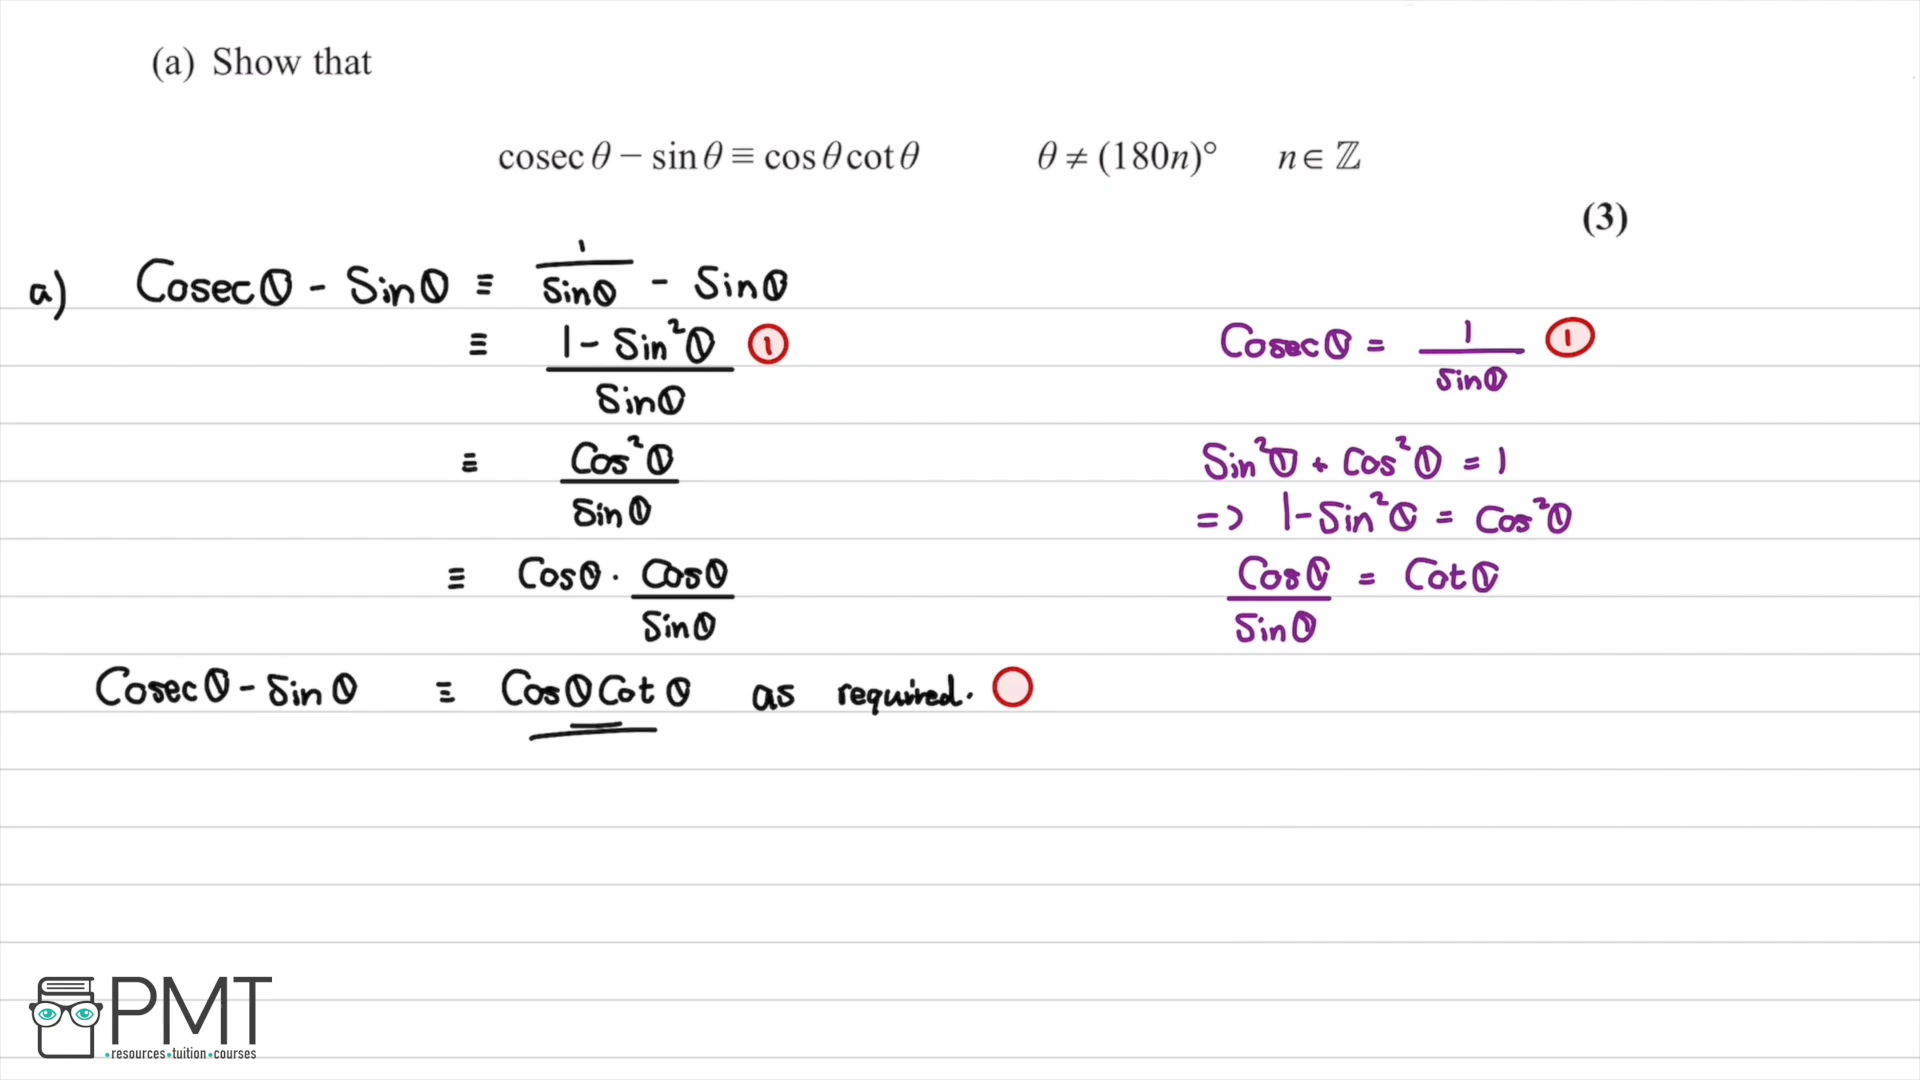 (a) Show that
cosec θ − sin θ ≡ cos θ cot θ θ ≠ (180n)° n ∈ ℤ
(3)
a) Cosec θ - Sin θ ≡ 1/Sin θ - Sin θ
≡ (1 - Sin²θ)/Sin θ ①
≡ Cos²θ/Sin θ
≡ Cos θ · Cos θ/Sin θ
Cosec θ - Sin θ ≡ Cos θ Cot θ as required.
Cosec θ = 1/Sin θ ①
Sin²θ + Cos²θ = 1
=> 1 - Sin²θ = Cos²θ
Cos θ/Sin θ = Cot θ
PMT
•resources•tuition•courses